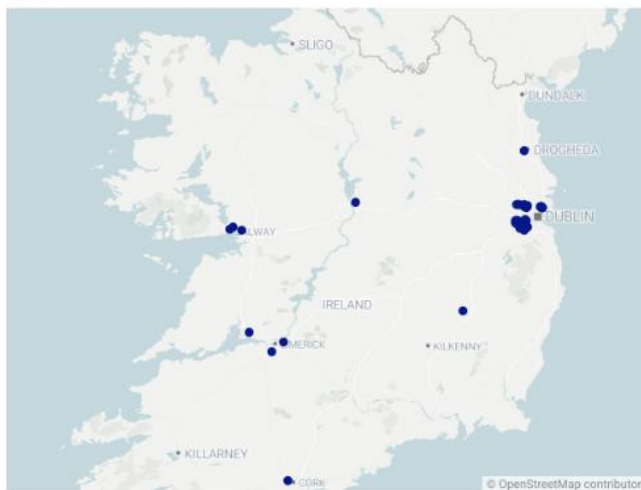 SLIGO
DUNDALK
DROGHEDA
DUBLIN
LWAY
IRELAND
MERICK
KILKENNY
KILLARNEY
CORK
© OpenStreetMap contributor